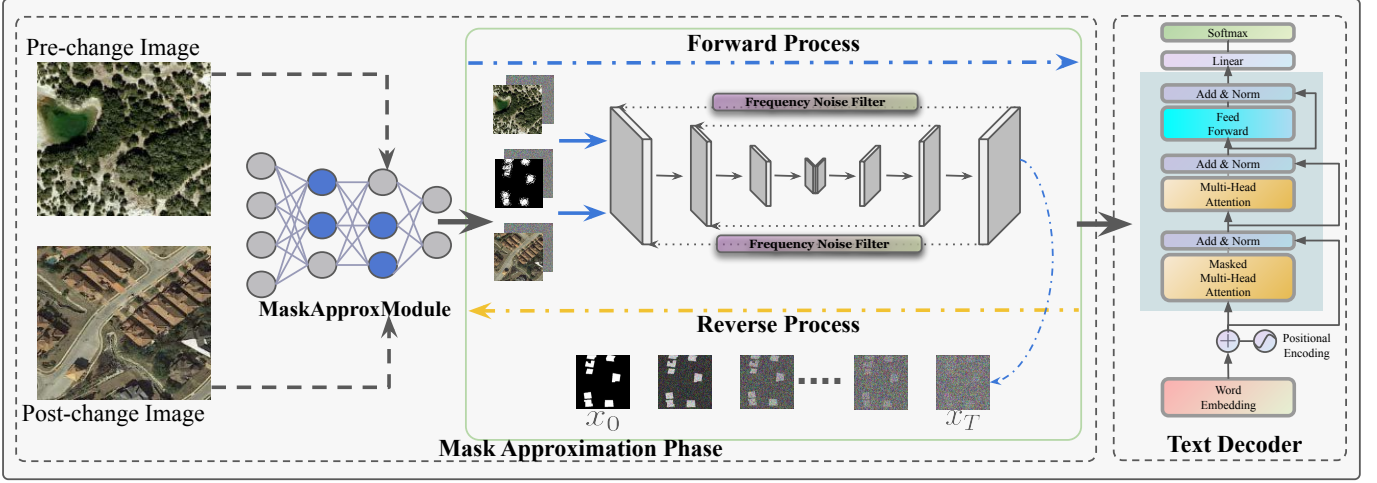 Pre-change Image
Post-change Image
MaskApproxModule
Forward Process
Frequency Noise Filter
Frequency Noise Filter
Reverse Process
x_0
x_T
Mask Approximation Phase
Softmax
Linear
Add & Norm
Feed
Forward
Add & Norm
Multi-Head
Attention
Add & Norm
Masked
Multi-Head
Attention
Positional
Encoding
Word
Embedding
Text Decoder